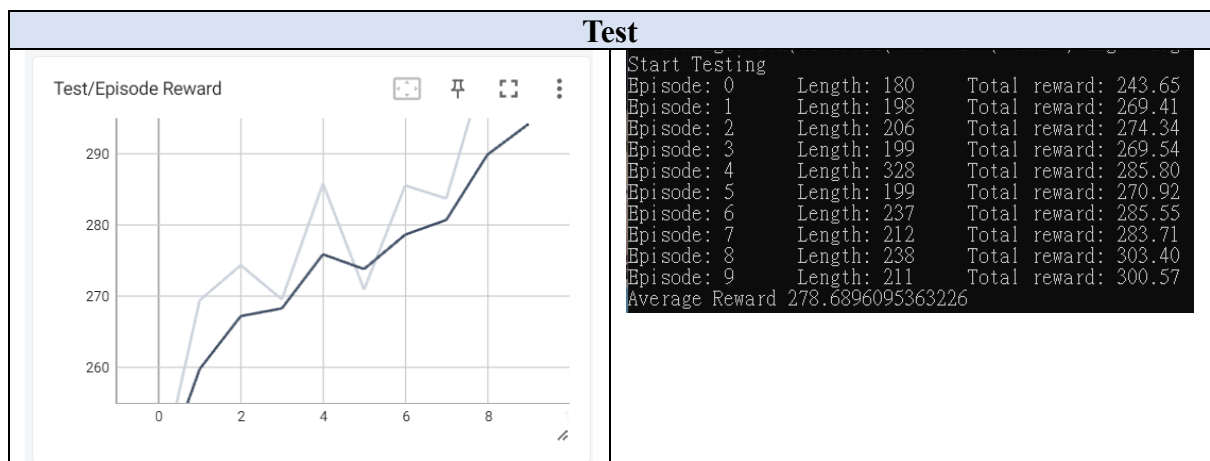 Test
Test/Episode Reward
290
280
270
260
0 2 4 6 8
Start Testing
Episode: 0 Length: 180 Total reward: 243.65
Episode: 1 Length: 198 Total reward: 269.41
Episode: 2 Length: 206 Total reward: 274.34
Episode: 3 Length: 199 Total reward: 269.54
Episode: 4 Length: 328 Total reward: 285.80
Episode: 5 Length: 199 Total reward: 270.92
Episode: 6 Length: 237 Total reward: 285.55
Episode: 7 Length: 212 Total reward: 283.71
Episode: 8 Length: 238 Total reward: 303.40
Episode: 9 Length: 211 Total reward: 300.57
Average Reward 278.6896095363226